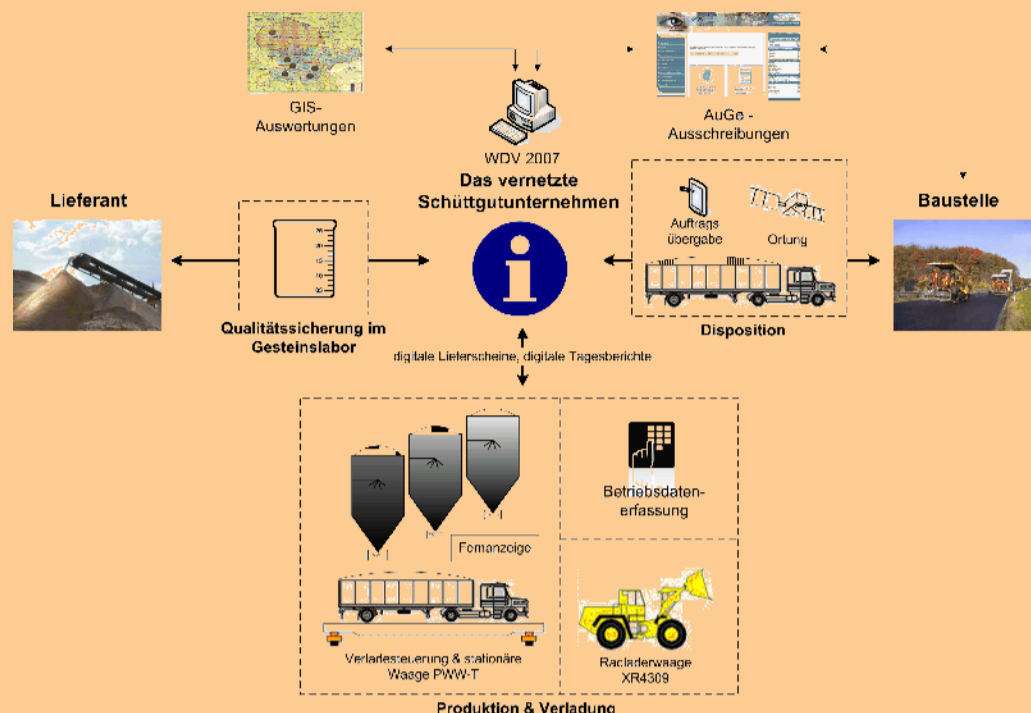 GIS-
Auswertungen
WDV 2007
AuGe -
Ausschreibungen
Das vernetzte
Schüttgutunternehmen
Lieferant
Qualitätssicherung im
Gesteinslabor
Auftrags
übergabe
Ortung
Disposition
Baustelle
digitale Lieferscheine, digitale Tagesberichte
Fernanzeige
Verladesteuerung & stationäre
Waage PWW-T
Betriebsdaten-
erfassung
Radladerwaage
XR4309
Produktion & Verladung